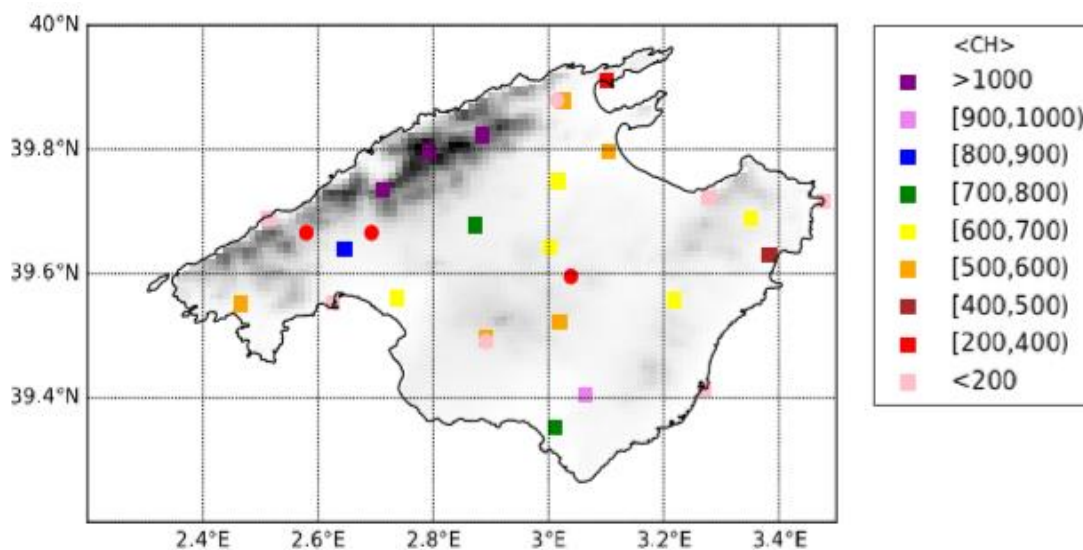 40°N
39.8°N
39.6°N
39.4°N
2.4°E
2.6°E
2.8°E
3°E
3.2°E
3.4°E
<CH>
>1000
[900,1000)
[800,900)
[700,800)
[600,700)
[500,600)
[400,500)
[200,400)
<200